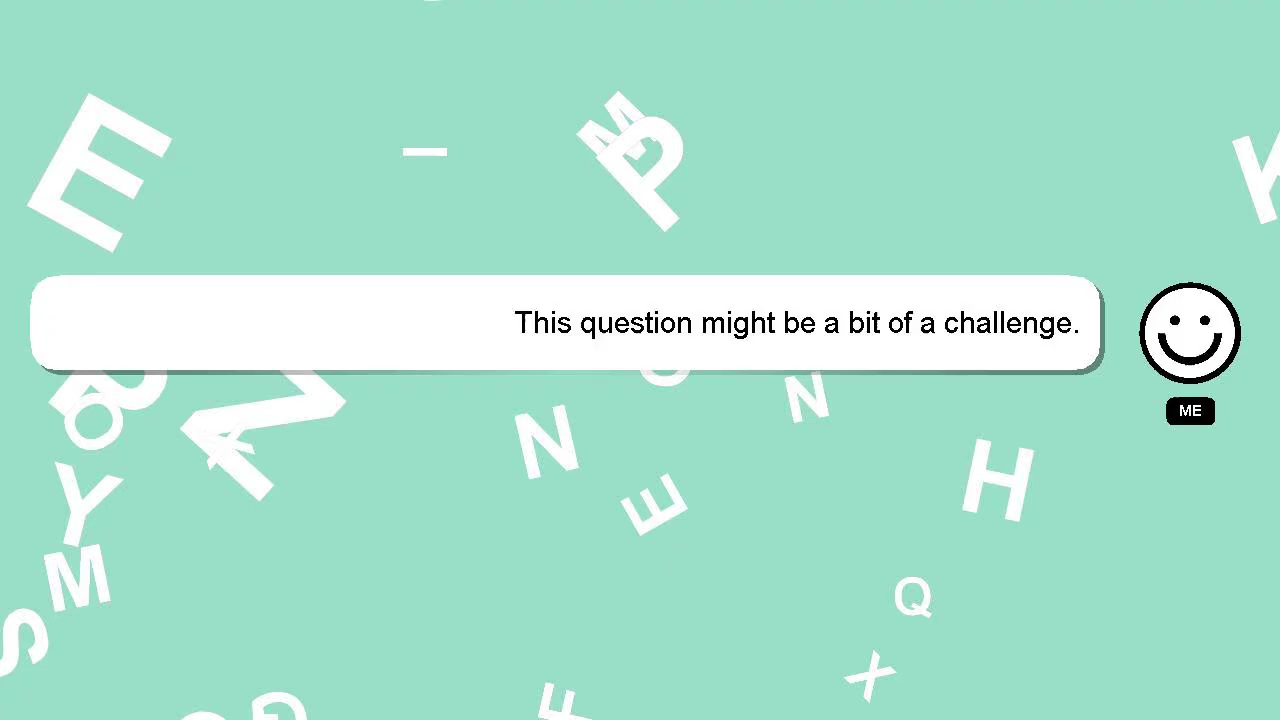 E
I
M
P
K
This question might be a bit of a challenge.
ME
Z
N
N
O
A
Y
E
H
M
S
Q
X
G
F